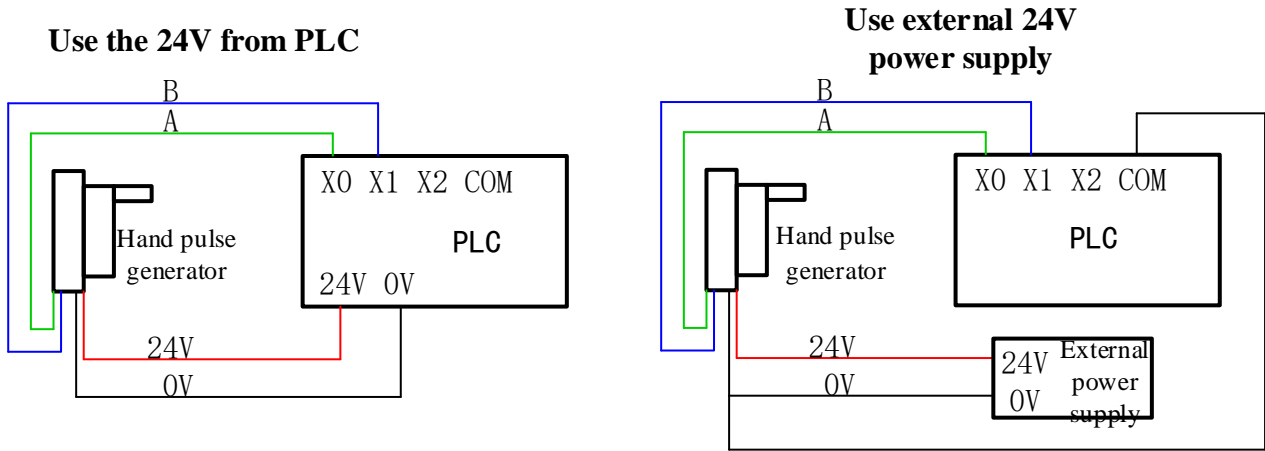 Use the 24V from PLC
B
A
X0 X1 X2 COM
PLC
Hand pulse
generator
24V 0V
24V
0V
Use external 24V
power supply
B
A
X0 X1 X2 COM
PLC
Hand pulse
generator
24V
0V
24V
0V
External
power
supply